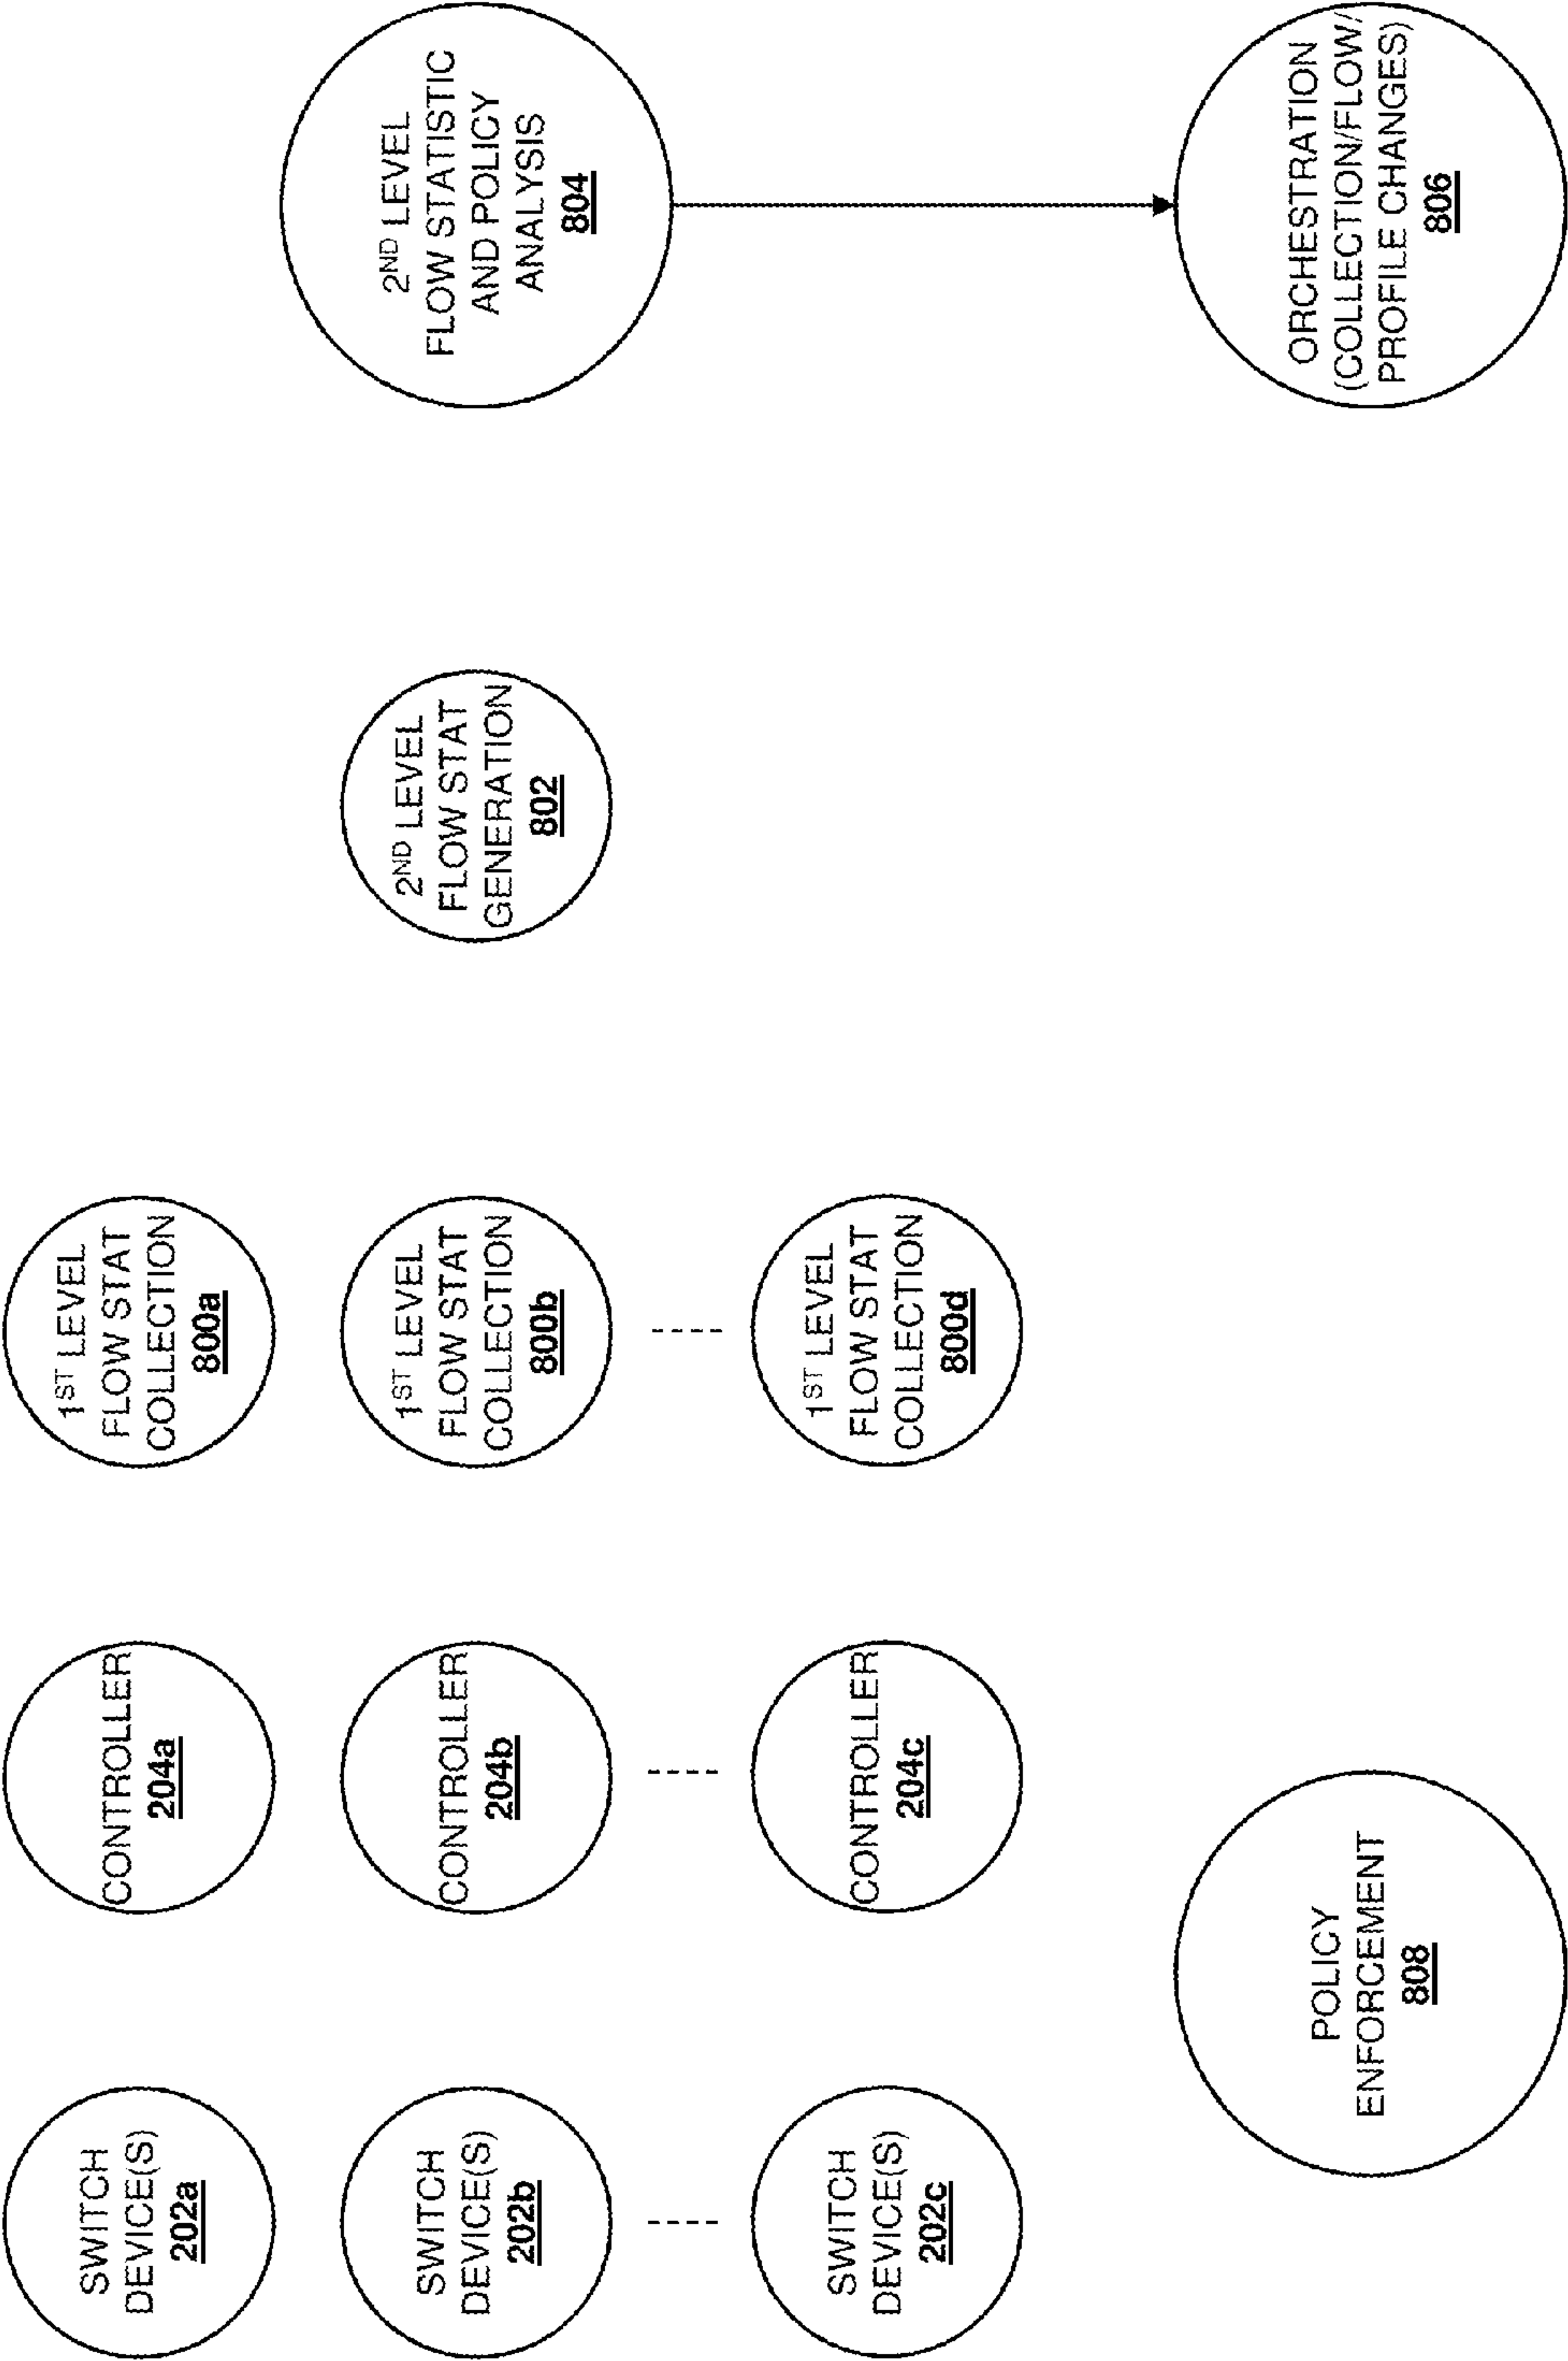 SWITCH
DEVICE(S)
202a
CONTROLLER
204a
1ST LEVEL
FLOW STAT
COLLECTION
800a
SWITCH
DEVICE(S)
202b
CONTROLLER
204b
1ST LEVEL
FLOW STAT
COLLECTION
800b
2ND LEVEL
FLOW STAT
GENERATION
802
2ND LEVEL
FLOW STATISTIC
AND POLICY
ANALYSIS
804
SWITCH
DEVICE(S)
202c
CONTROLLER
204c
1ST LEVEL
FLOW STAT
COLLECTION
800d
POLICY
ENFORCEMENT
808
ORCHESTRATION
(COLLECTION/FLOW/
PROFILE CHANGES)
806